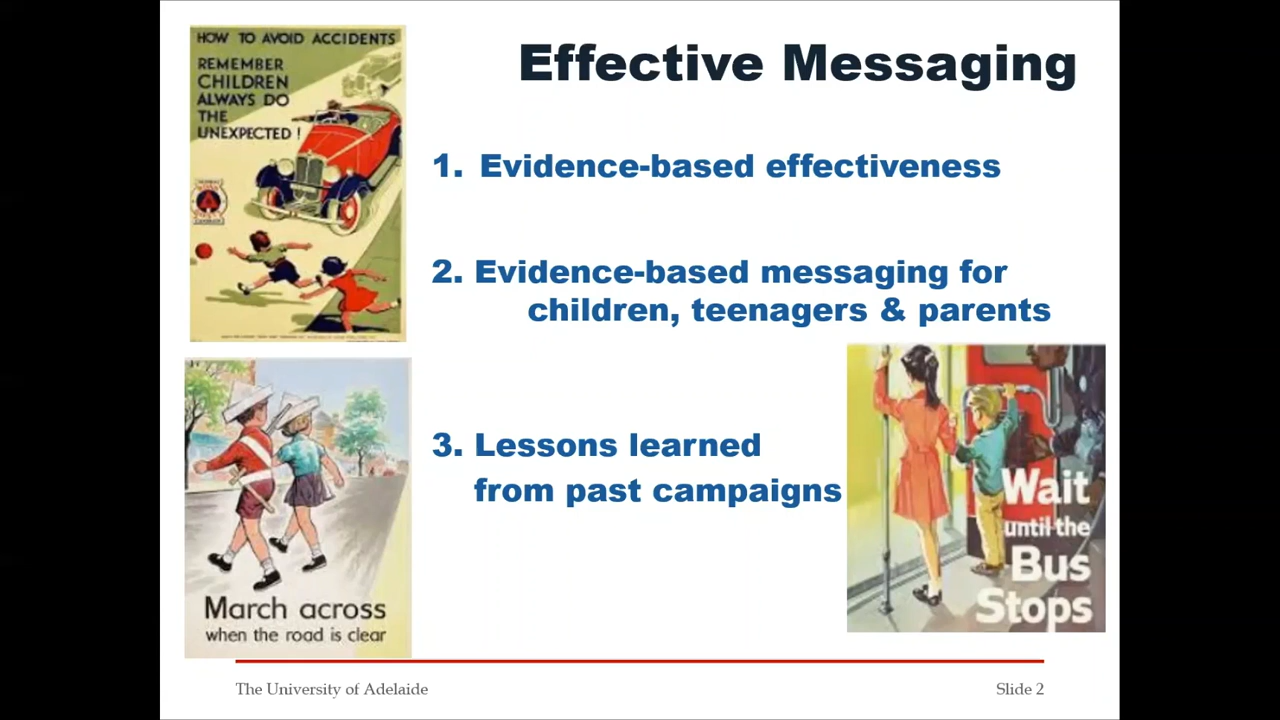 Effective Messaging
HOW TO AVOID ACCIDENTS
REMEMBER
CHILDREN
ALWAYS DO
THE
UNEXPECTED !
1. Evidence-based effectiveness
2. Evidence-based messaging for
children, teenagers & parents
3. Lessons learned
from past campaigns
March across
when the road is clear
Wait
until the
Bus
Stops
The University of Adelaide
Slide 2